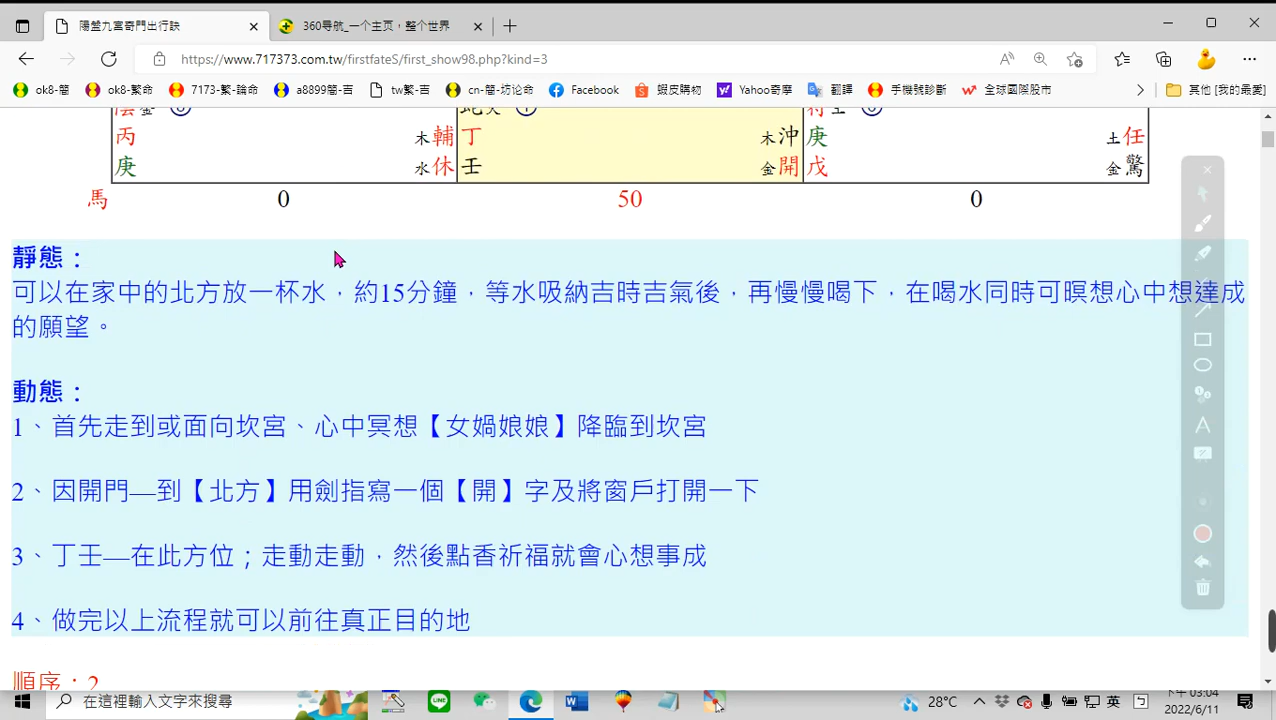 陽盤九宮奇門出行訣
360导航_一个主页，整个世界
https://www.717373.com.tw/firstfateS/first_show98.php?kind=3
ok8-簡 ok8-繁命 7173-繁-論命 a8899簡-吉 tw繁-吉 cn-簡-坊论命 Facebook 蝦皮購物 Yahoo奇摩 翻譯 手機號診斷 全球國際股市 其他 [我的最愛]
丙 木輔 丁 木沖 庚 土任
庚 水休 壬 金開 戊 金驚
馬 0 50 0
靜態：
可以在家中的北方放一杯水，約15分鐘，等水吸納吉時吉氣後，再慢慢喝下，在喝水同時可暝想心中想達成
的願望。
動態：
1、首先走到或面向坎宮、心中冥想【女媧娘娘】降臨到坎宮
2、因開門—到【北方】用劍指寫一個【開】字及將窗戶打開一下
3、丁壬—在此方位；走動走動，然後點香祈福就會心想事成
4、做完以上流程就可以前往真正目的地
順序：2
在這裡輸入文字來搜尋
28°C
英
下午 03:04
2022/6/11